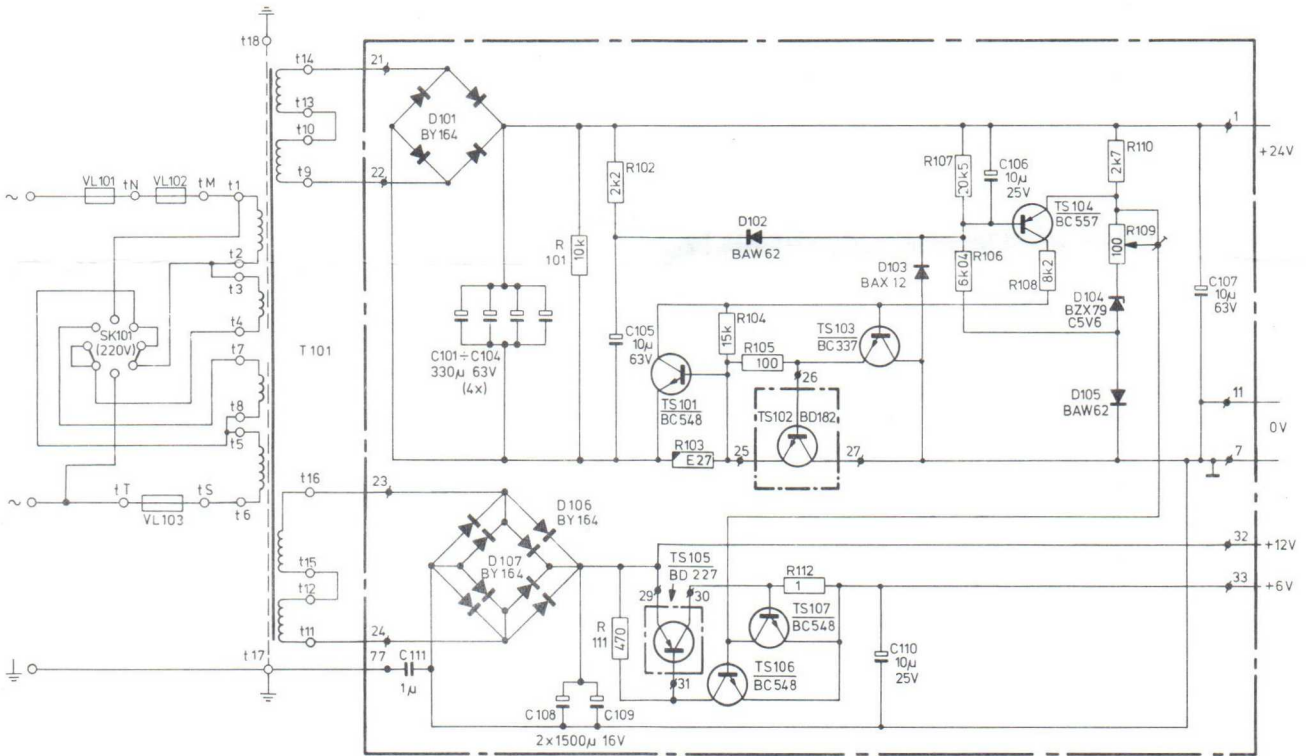 t18
t14
21
t13
D101
BY164
t10
t9
22
1
+24V
R102
2k2
R107
20k5
C106
10µ
25V
R110
2k7
TS104
BC557
R109
100
VL101
tN
VL102
tM
t1
~
t2
t3
t4
SK101
(220V)
t7
t8
t5
T101
R
101
10k
D102
BAW62
D103
BAX12
R106
6k04
R108
8k2
D104
BZX79
C5V6
C107
10µ
63V
C101÷C104
330µ 63V
(4x)
C105
10µ
63V
R104
15k
R105
100
TS103
BC337
26
TS101
BC548
TS102
BD182
D105
BAW62
11
0V
R103
E27
25
27
7
~
tT
VL103
tS
t6
t16
23
D106
BY164
D107
BY164
t15
t12
t11
24
32
+12V
TS105
BD227
R112
1
33
+6V
29
30
R
111
470
TS107
BC548
31
TS106
BC548
C110
10µ
25V
t17
77
C111
1µ
C108
C109
2x1500µ 16V